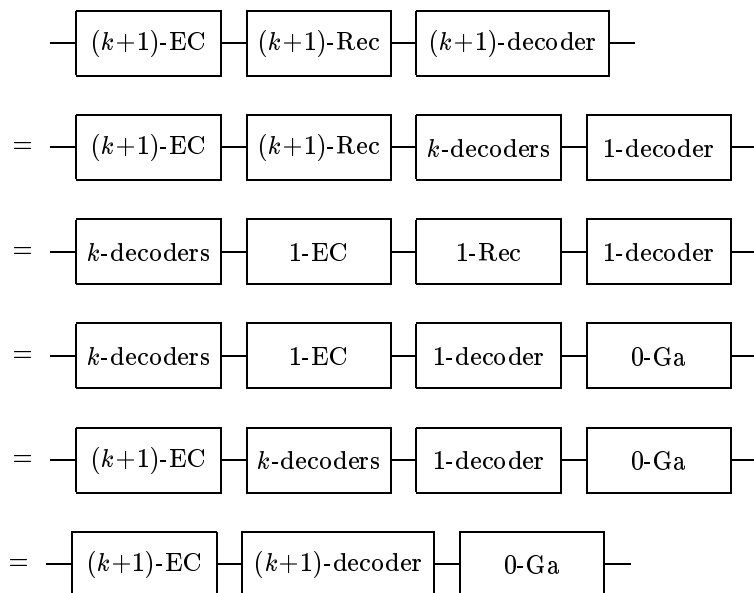 (k+1)-EC (k+1)-Rec (k+1)-decoder
= (k+1)-EC (k+1)-Rec k-decoders 1-decoder
= k-decoders 1-EC 1-Rec 1-decoder
= k-decoders 1-EC 1-decoder 0-Ga
= (k+1)-EC k-decoders 1-decoder 0-Ga
= (k+1)-EC (k+1)-decoder 0-Ga